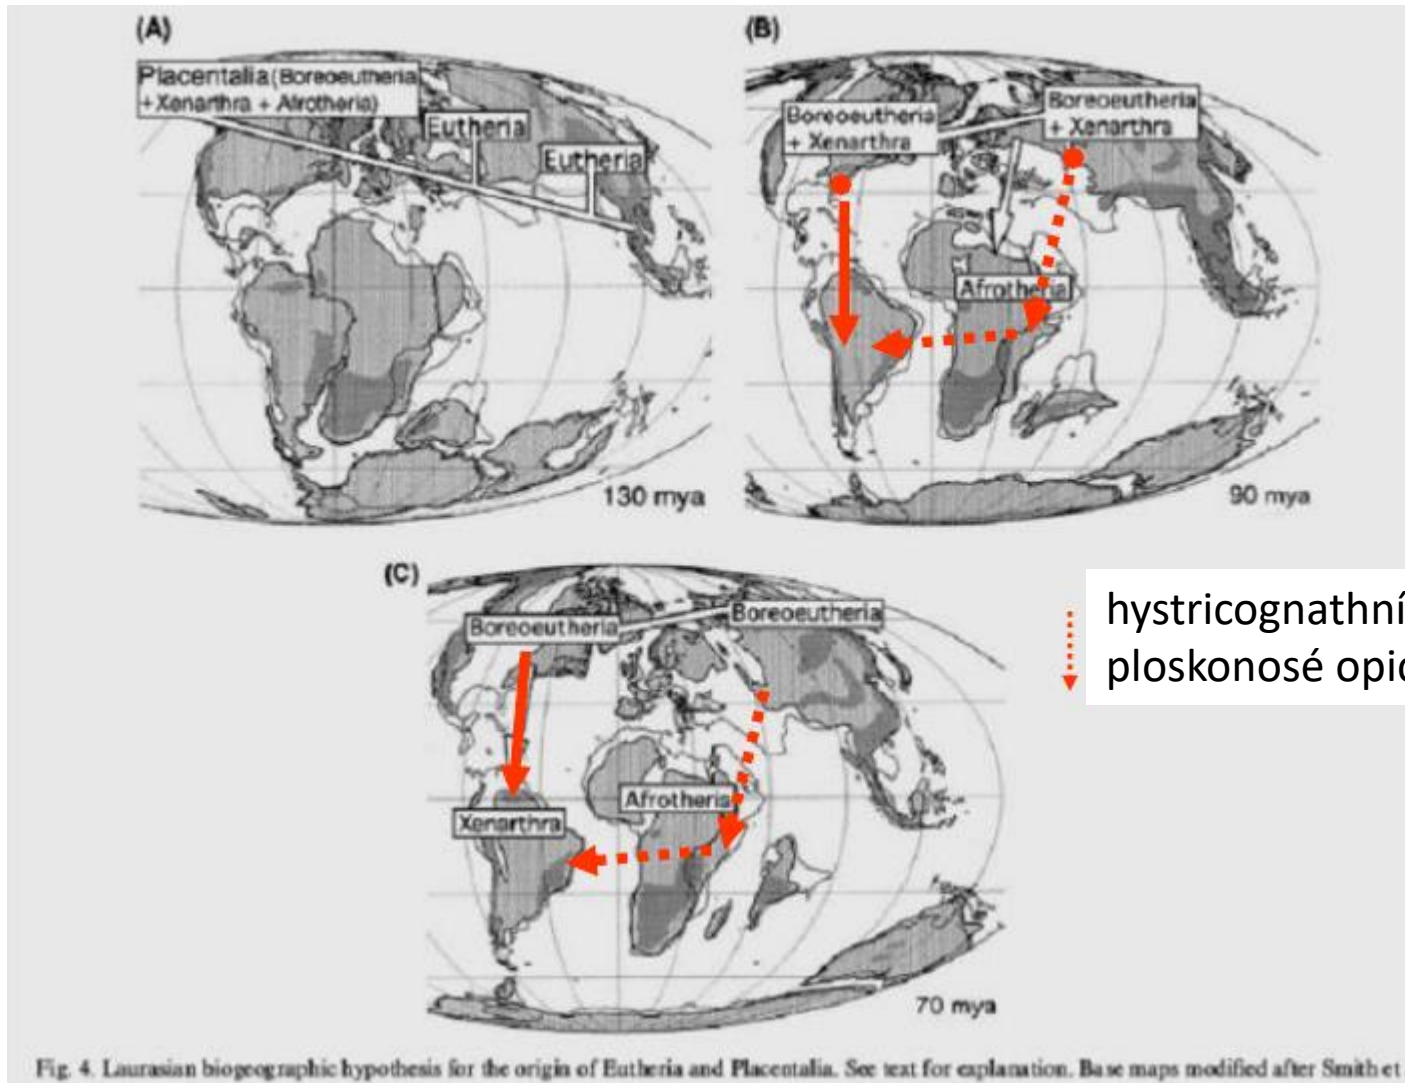 (A)
Placentalia (Boreoeutheria
+ Xenarthra + Afrotheria)
Eutheria
Eutheria
130 mya
(B)
Boreoeutheria
+ Xenarthra
Boreoeutheria
+ Xenarthra
Afrotheria
90 mya
(C)
Boreoeutheria
Boreoeutheria
Afrotheria
Xenarthra
70 mya
hystricognathní
ploskonosé
Fig. 4. Laurasian biogeographic hypothesis for the origin of Eutheria and Placentalia. See text for explanation. Base maps modified after Smith et